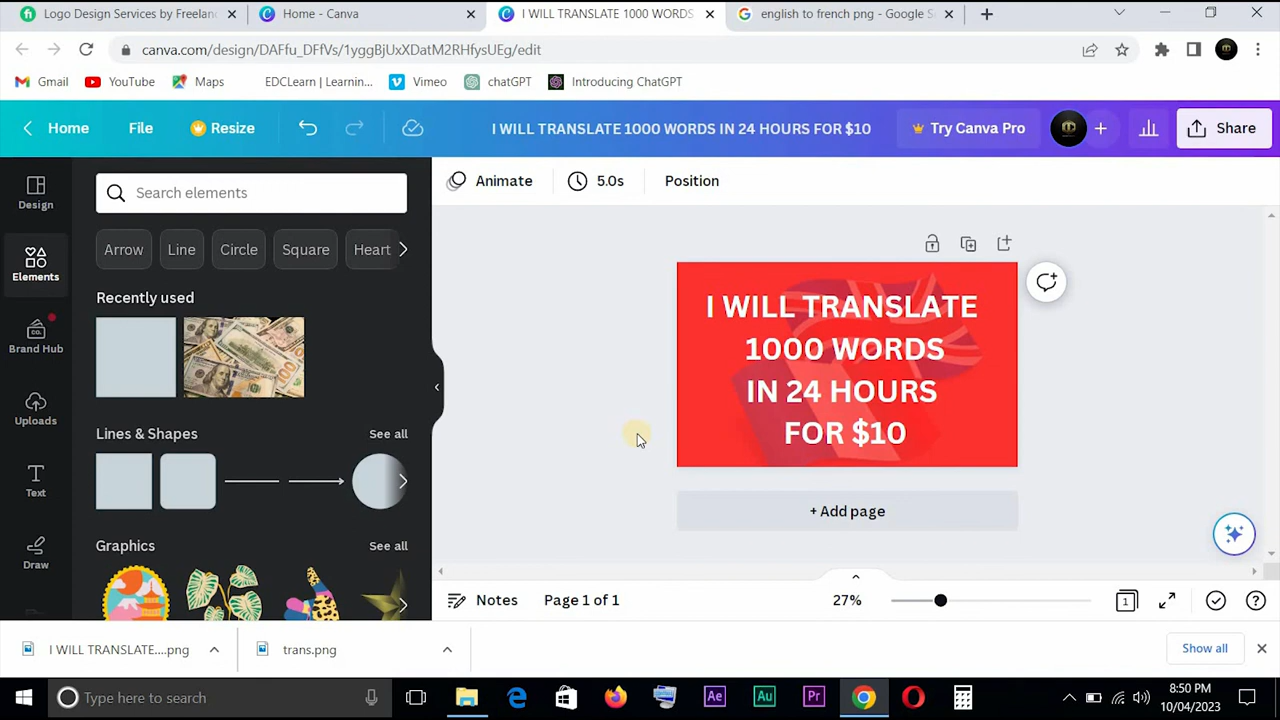 Logo Design Services by Freelan
Home - Canva
I WILL TRANSLATE 1000 WORDS
english to french png - Google S
canva.com/design/DAFfu_DFfVs/1yggBjUxXDatM2RHfysUEg/edit
Gmail
YouTube
Maps
EDCLearn | Learnin...
Vimeo
chatGPT
Introducing ChatGPT
Home
File
Resize
I WILL TRANSLATE 1000 WORDS IN 24 HOURS FOR $10
Try Canva Pro
Share
Design
Elements
Brand Hub
Uploads
Text
Draw
Search elements
Arrow
Line
Circle
Square
Heart
Recently used
Lines & Shapes
See all
Graphics
See all
Animate
5.0s
Position
I WILL TRANSLATE
1000 WORDS
IN 24 HOURS
FOR $10
+ Add page
Notes
Page 1 of 1
27%
1
I WILL TRANSLATE....png
trans.png
Show all
Type here to search
8:50 PM
10/04/2023